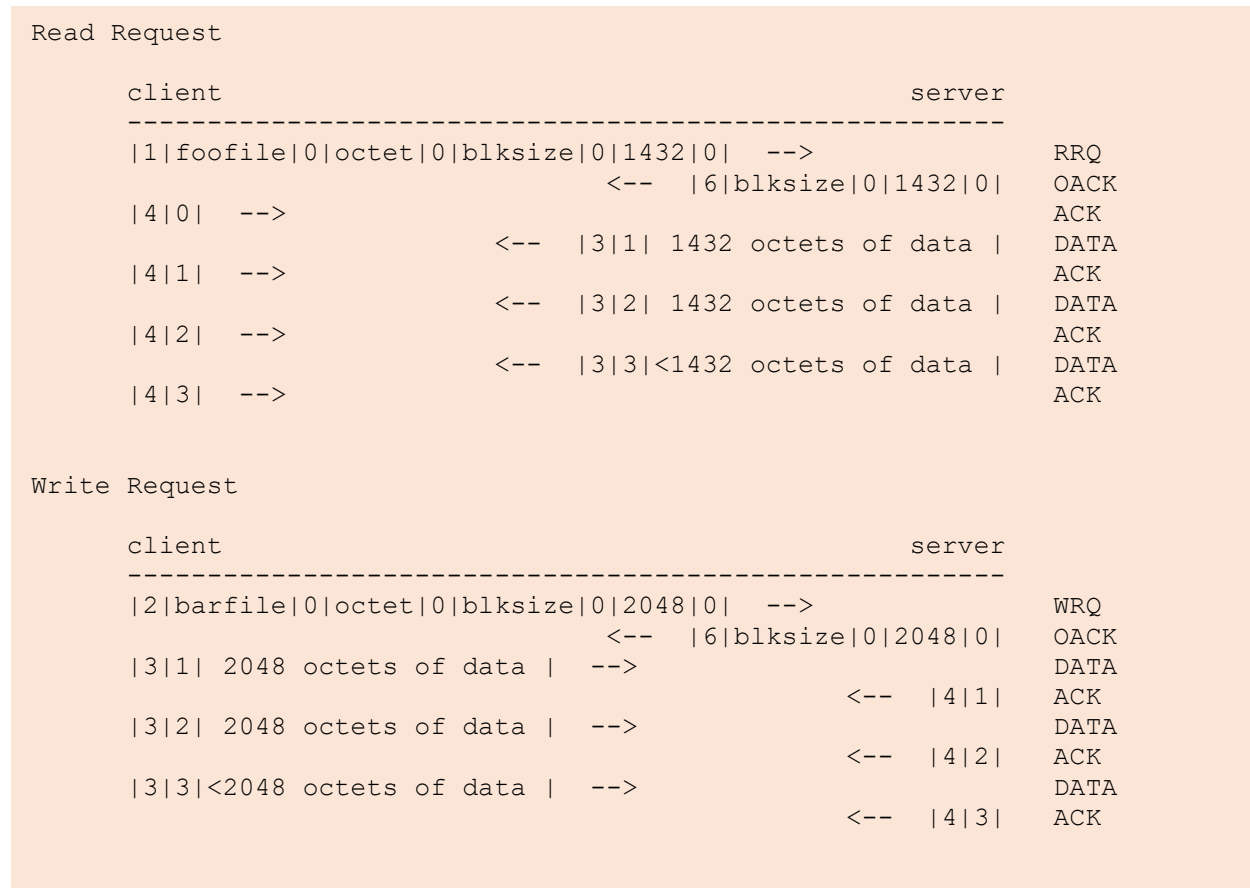 Read Request
client server
-------------------------------------------------------
|1|foofile|0|octet|0|blksize|0|1432|0| --> RRQ
<-- |6|blksize|0|1432|0| OACK
|4|0| --> ACK
<-- |3|1| 1432 octets of data | DATA
|4|1| --> ACK
<-- |3|2| 1432 octets of data | DATA
|4|2| --> ACK
<-- |3|3|<1432 octets of data | DATA
|4|3| --> ACK
Write Request
client server
-------------------------------------------------------
|2|barfile|0|octet|0|blksize|0|2048|0| --> WRQ
<-- |6|blksize|0|2048|0| OACK
|3|1| 2048 octets of data | --> DATA
<-- |4|1| ACK
|3|2| 2048 octets of data | --> DATA
<-- |4|2| ACK
|3|3|<2048 octets of data | --> DATA
<-- |4|3| ACK